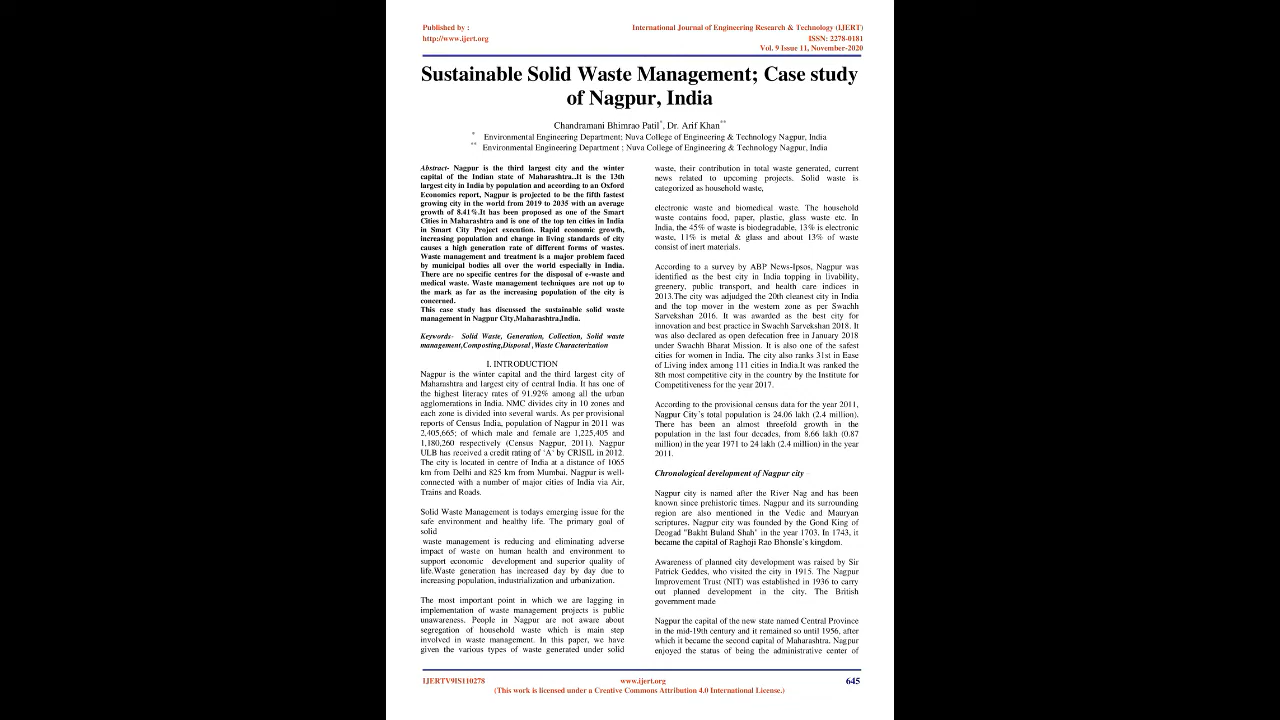 Published by :
http://www.ijert.org
International Journal of Engineering Research & Technology (IJERT)
ISSN: 2278-0181
Vol. 9 Issue 11, November-2020
Sustainable Solid Waste Management; Case study
of Nagpur, India
Chandramani Bhimrao Patil*, Dr. Arif Khan**
* Environmental Engineering Department; Nuva College of Engineering & Technology Nagpur, India
** Environmental Engineering Department ; Nuva College of Engineering & Technology Nagpur, India
Abstract- Nagpur is the third largest city and the winter
capital of the Indian state of Maharashtra..It is the 13th
largest city in India by population and according to an Oxford
Economics report, Nagpur is projected to be the fifth fastest
growing city in the world from 2019 to 2035 with an average
growth of 8.41%.It has been proposed as one of the Smart
Cities in Maharashtra and is one of the top ten cities in India
in Smart City Project execution. Rapid economic growth,
increasing population and change in living standards of city
causes a high generation rate of different forms of wastes.
Waste management and treatment is a major problem faced
by municipal bodies all over the world especially in India.
There are no specific centres for the disposal of e-waste and
medical waste. Waste management techniques are not up to
the mark as far as the increasing population of the city is
concerned.
This case study has discussed the sustainable solid waste
management in Nagpur City,Maharashtra,India.
Keywords- Solid Waste, Generation, Collection, Solid waste
management,Composting,Disposal ,Waste Characterization
I. INTRODUCTION
Nagpur is the winter capital and the third largest city of
Maharashtra and largest city of central India. It has one of
the highest literacy rates of 91.92% among all the urban
agglomerations in India. NMC divides city in 10 zones and
each zone is divided into several wards. As per provisional
reports of Census India, population of Nagpur in 2011 was
2,405,665; of which male and female are 1,225,405 and
1,180,260 respectively (Census Nagpur, 2011). Nagpur
ULB has received a credit rating of 'A' by CRISIL in 2012.
The city is located in centre of India at a distance of 1065
km from Delhi and 825 km from Mumbai. Nagpur is well-
connected with a number of major cities of India via Air,
Trains and Roads.
Solid Waste Management is todays emerging issue for the
safe environment and healthy life. The primary goal of
solid
waste management is reducing and eliminating adverse
impact of waste on human health and environment to
support economic development and superior quality of
life.Waste generation has increased day by day due to
increasing population, industrialization and urbanization.
The most important point in which we are lagging in
implementation of waste management projects is public
unawareness. People in Nagpur are not aware about
segregation of household waste which is main step
involved in waste management. In this paper, we have
given the various types of waste generated under solid
waste, their contribution in total waste generated, current
news related to upcoming projects. Solid waste is
categorized as household waste,
electronic waste and biomedical waste. The household
waste contains food, paper, plastic, glass waste etc. In
India, the 45% of waste is biodegradable, 13% is electronic
waste, 11% is metal & glass and about 13% of waste
consist of inert materials.
According to a survey by ABP News-Ipsos, Nagpur was
identified as the best city in India topping in livability,
greenery, public transport, and health care indices in
2013.The city was adjudged the 20th cleanest city in India
and the top mover in the western zone as per Swachh
Sarvekshan 2016. It was awarded as the best city for
innovation and best practice in Swachh Sarvekshan 2018. It
was also declared as open defecation free in January 2018
under Swachh Bharat Mission. It is also one of the safest
cities for women in India. The city also ranks 31st in Ease
of Living index among 111 cities in India.It was ranked the
8th most competitive city in the country by the Institute for
Competitiveness for the year 2017.
According to the provisional census data for the year 2011,
Nagpur City's total population is 24.06 lakh (2.4 million).
There has been an almost threefold growth in the
population in the last four decades, from 8.66 lakh (0.87
million) in the year 1971 to 24 lakh (2.4 million) in the year
2011.
Chronological development of Nagpur city
Nagpur city is named after the River Nag and has been
known since prehistoric times. Nagpur and its surrounding
region are also mentioned in the Vedic and Mauryan
scriptures. Nagpur city was founded by the Gond King of
Deogad "Bakht Buland Shah" in the year 1703. In 1743, it
became the capital of Raghoji Rao Bhonsle's kingdom.
Awareness of planned city development was raised by Sir
Patrick Geddes, who visited the city in 1915. The Nagpur
Improvement Trust (NIT) was established in 1936 to carry
out planned development in the city. The British
government made
Nagpur the capital of the new state named Central Province
in the mid-19th century and it remained so until 1956, after
which it became the second capital of Maharashtra. Nagpur
enjoyed the status of being the administrative center of
IJERTV9IS110278
www.ijert.org
645
(This work is licensed under a Creative Commons Attribution 4.0 International License.)